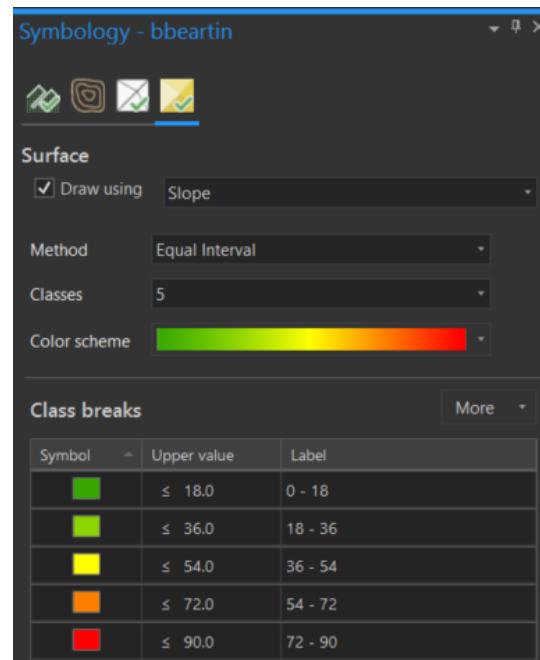 Symbology - bbeartin
Surface
Draw using Slope
Method Equal Interval
Classes 5
Color scheme
Class breaks More
Symbol Upper value Label
≤ 18.0 0 - 18
≤ 36.0 18 - 36
≤ 54.0 36 - 54
≤ 72.0 54 - 72
≤ 90.0 72 - 90